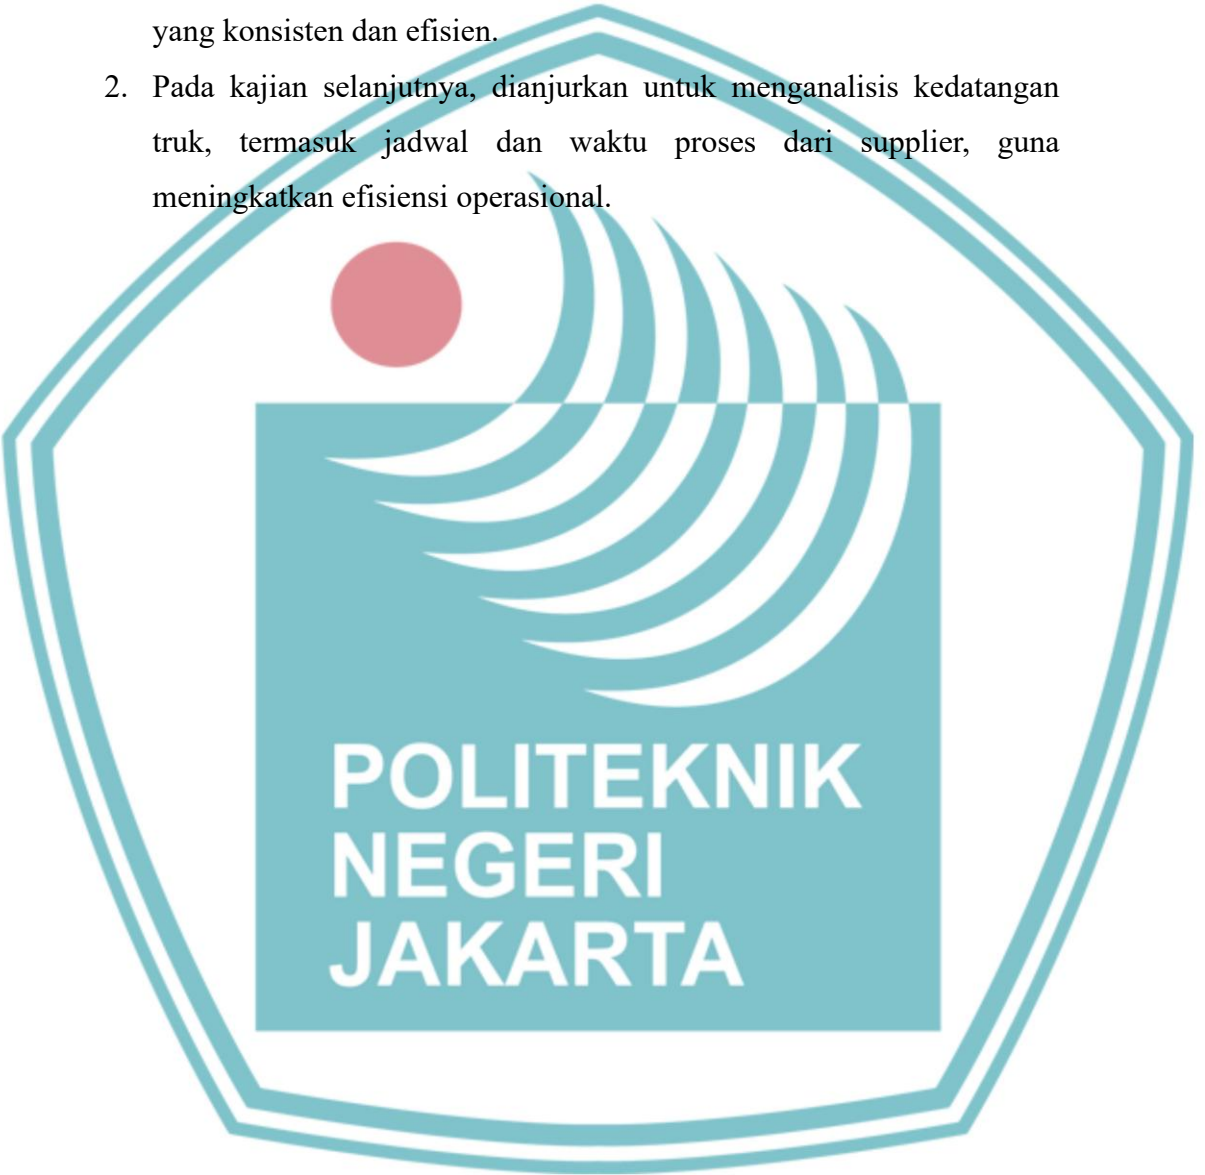 yang konsisten dan efisien.
2. Pada kajian selanjutnya, dianjurkan untuk menganalisis kedatangan
truk, termasuk jadwal dan waktu proses dari supplier, guna
meningkatkan efisiensi operasional.
POLITEKNIK
NEGERI
JAKARTA